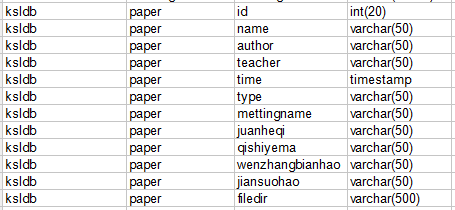 ksldb paper id int(20)
ksldb paper name varchar(50)
ksldb paper author varchar(50)
ksldb paper teacher varchar(50)
ksldb paper time timestamp
ksldb paper type varchar(50)
ksldb paper mettingname varchar(50)
ksldb paper juanheqi varchar(50)
ksldb paper qishiyema varchar(50)
ksldb paper wenzhangbianhao varchar(50)
ksldb paper jiansuohao varchar(50)
ksldb paper filedir varchar(500)